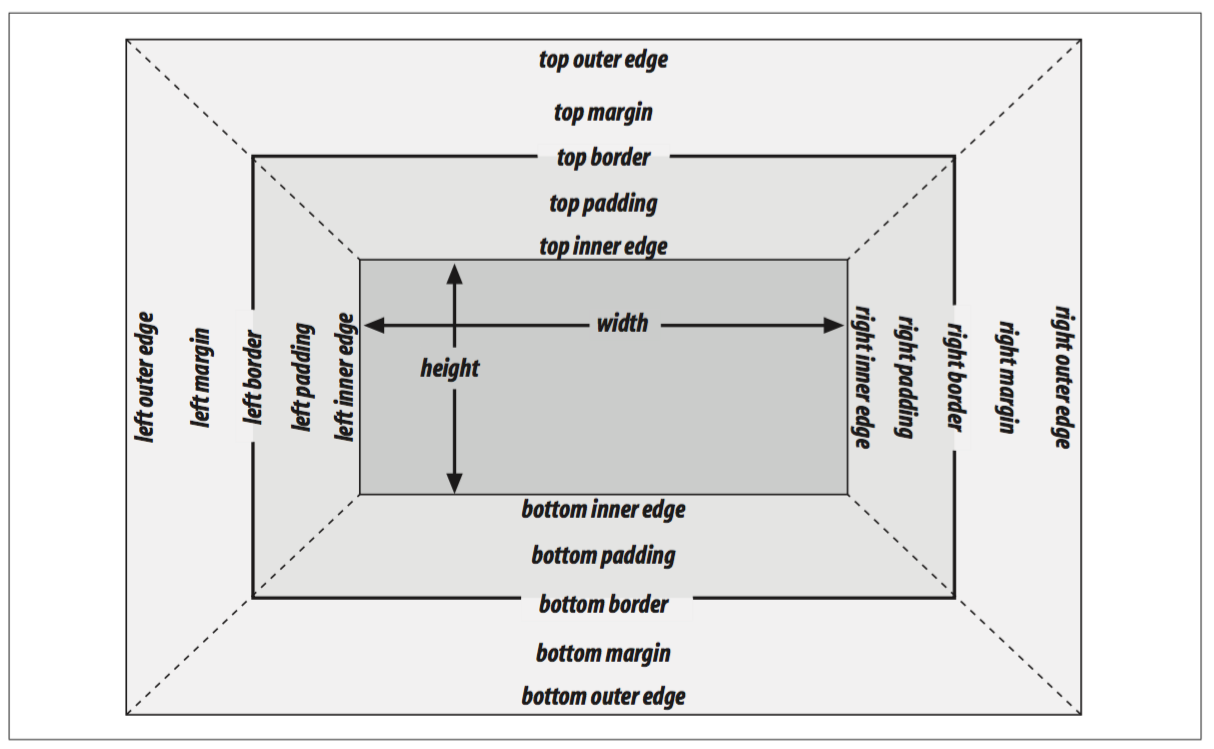 top outer edge
top margin
top border
top padding
top inner edge
width
height
left outer edge
left margin
left border
left padding
left inner edge
right inner edge
right padding
right border
right margin
right outer edge
bottom inner edge
bottom padding
bottom border
bottom margin
bottom outer edge